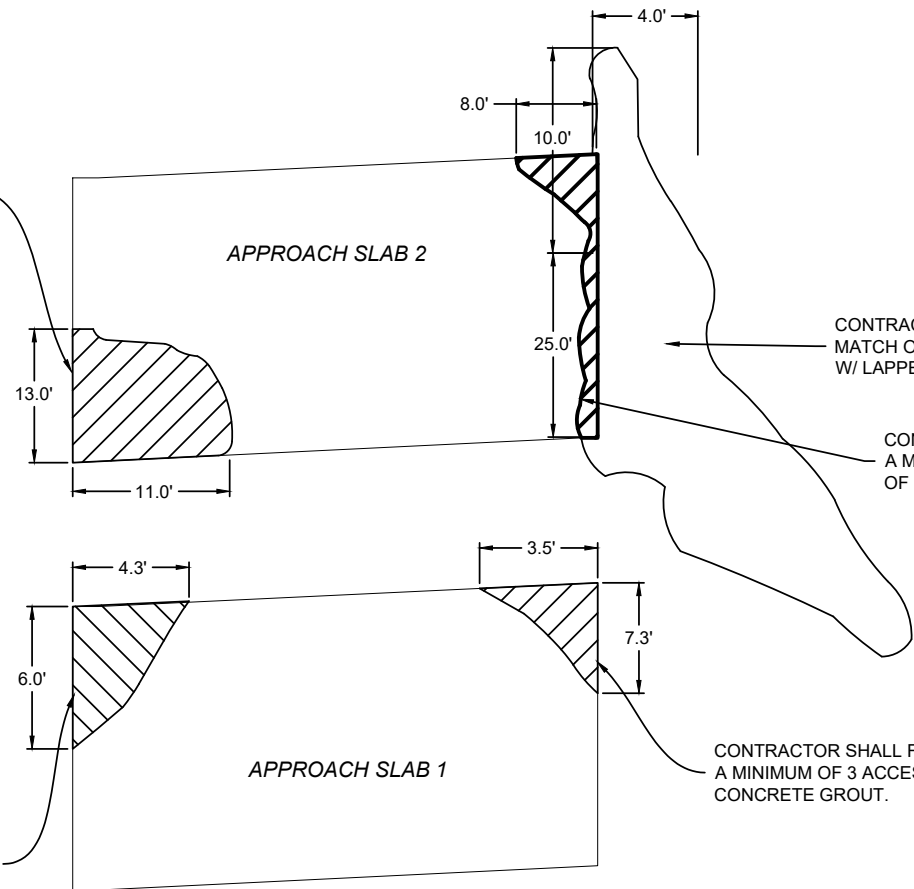 4.0'
8.0'
10.0'
APPROACH SLAB 2
25.0'
CONTRAC
MATCH O
W/ LAPPE
13.0'
CON
A M
OF
11.0'
4.3'
3.5'
7.3'
6.0'
APPROACH SLAB 1
CONTRACTOR SHALL F
A MINIMUM OF 3 ACCES
CONCRETE GROUT.